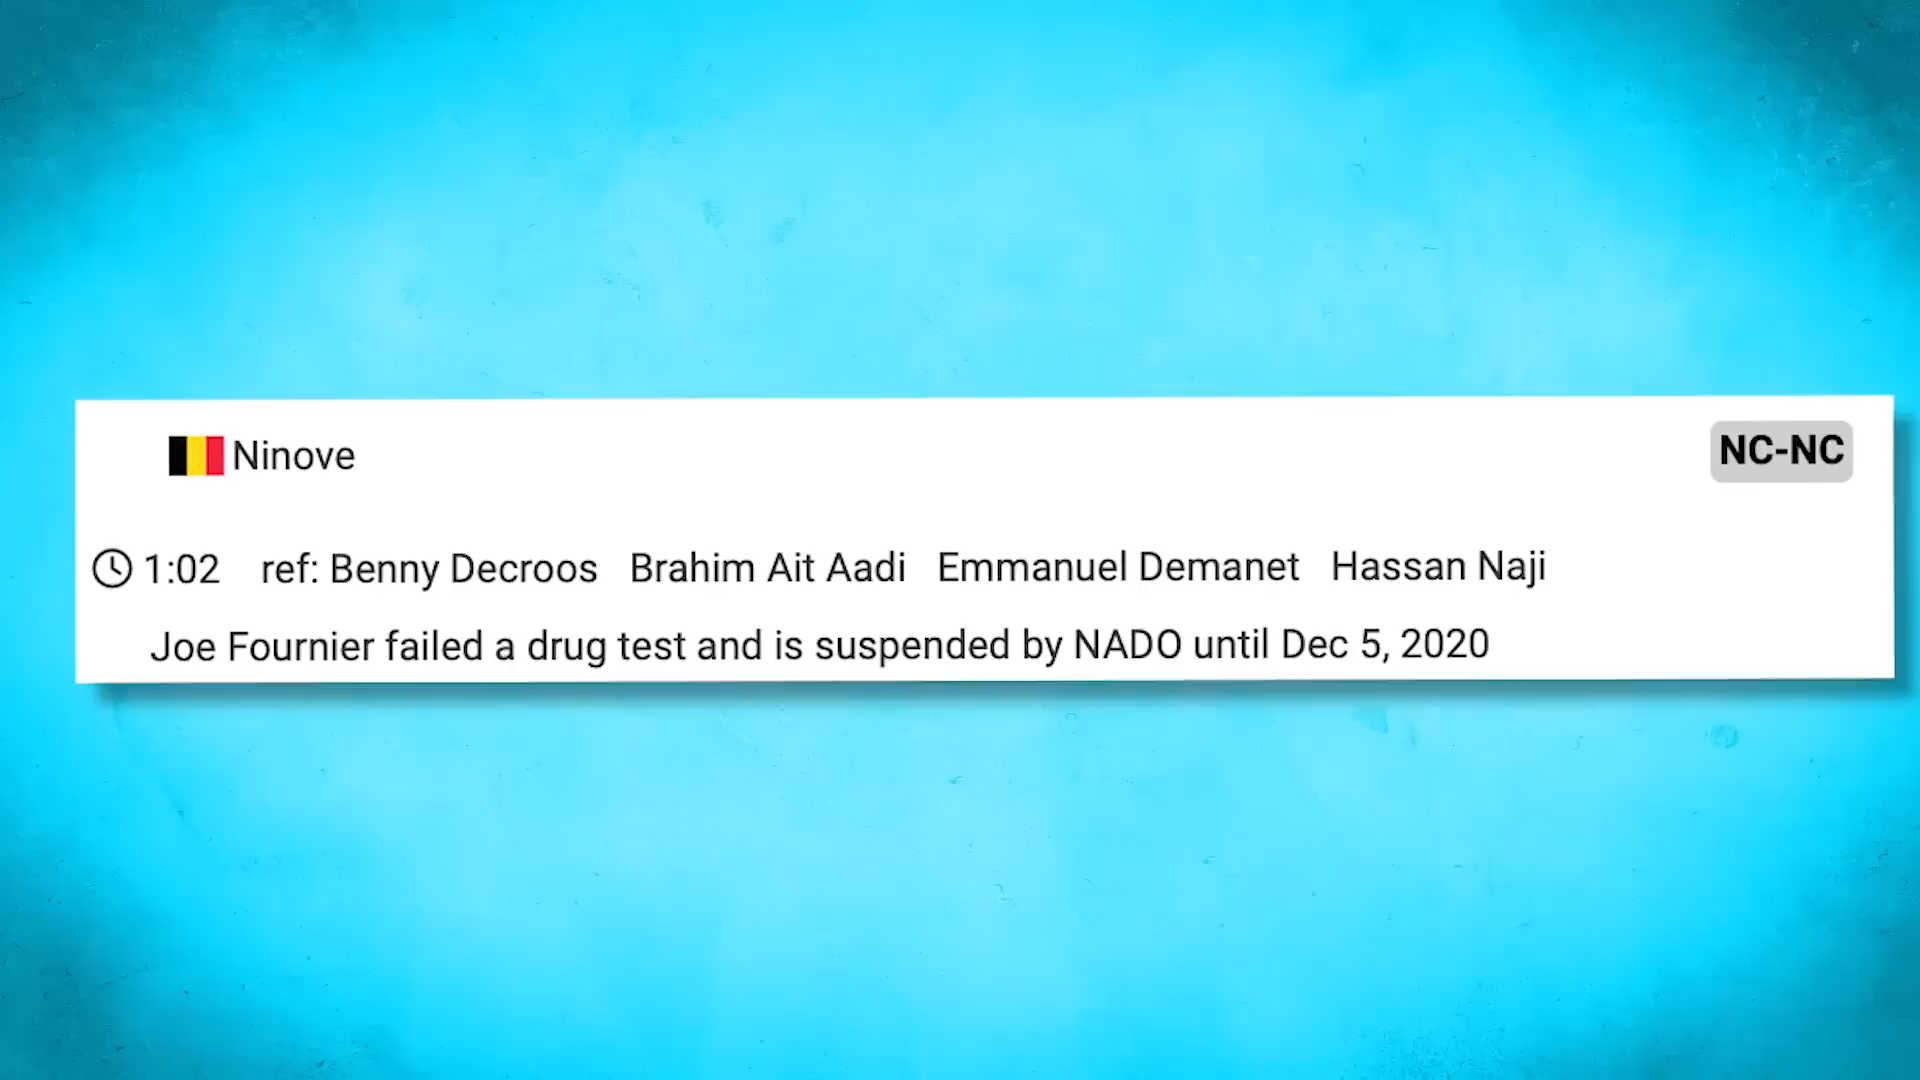 Ninove NC-NC
1:02 ref: Benny Decroos Brahim Ait Aadi Emmanuel Demanet Hassan Naji
Joe Fournier failed a drug test and is suspended by NADO until Dec 5, 2020